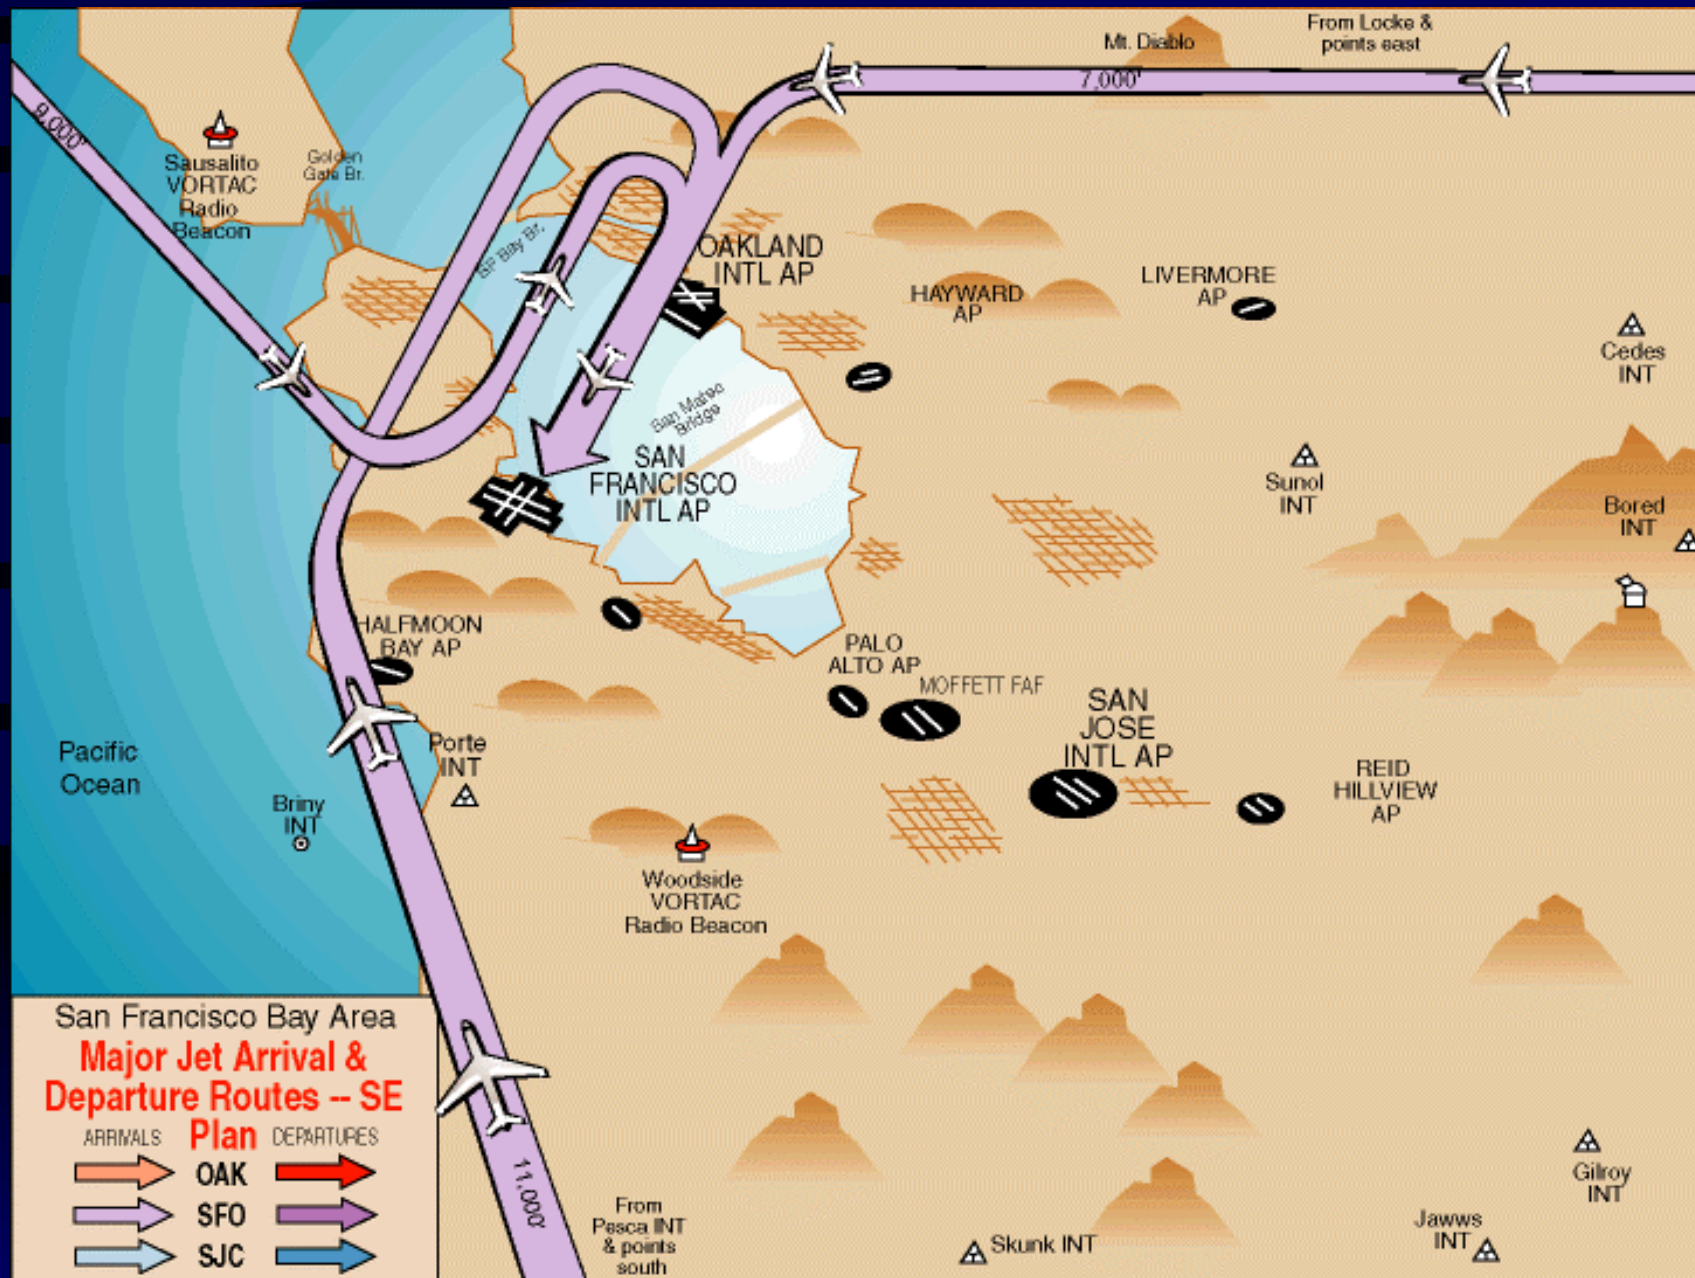 From Locke &
points east
Mt. Diablo
7,000'
8,000'
Sausalito
VORTAC
Radio
Beacon
Golden
Gate Br.
SF Bay Br.
OAKLAND
INTL AP
HAYWARD
AP
LIVERMORE
AP
Cedes
INT
San Mateo
Bridge
SAN
FRANCISCO
INTL AP
Sunol
INT
Bored
INT
HALFMOON
BAY AP
PALO
ALTO AP
MOFFETT FAF
SAN
JOSE
INTL AP
REID
HILLVIEW
AP
Pacific
Ocean
Porte
INT
Briny
INT
Woodside
VORTAC
Radio Beacon
San Francisco Bay Area
Major Jet Arrival &
Departure Routes -- SE
ARRIVALS Plan DEPARTURES
OAK
SFO
SJC
11,000'
From
Pesca INT
& points
south
Skunk INT
Jawws
INT
Gilroy
INT